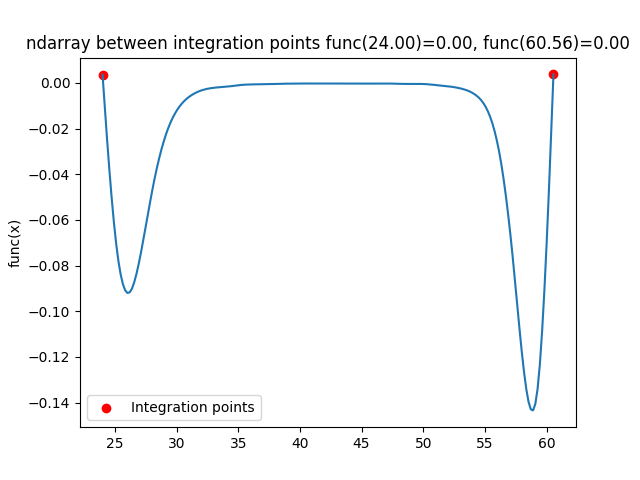 ndarray between integration points func(24.00)=0.00, func(60.56)=0.00
0.00
−0.02
−0.04
−0.06
−0.08
−0.10
−0.12
−0.14
func(x)
Integration points
25 30 35 40 45 50 55 60